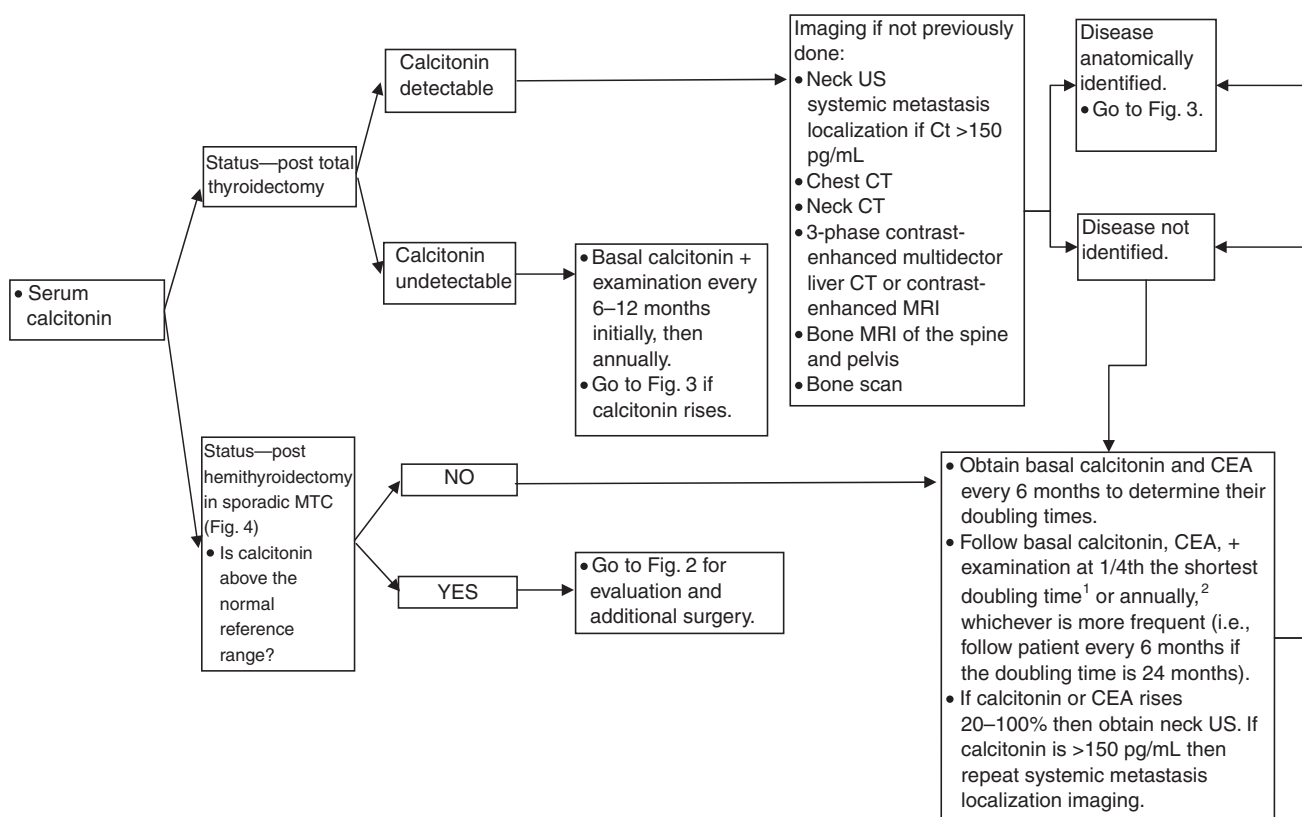 • Serum
calcitonin
Status—post total
thyroidectomy
Calcitonin
detectable
Calcitonin
undetectable
• Basal calcitonin +
examination every
6–12 months
initially, then
annually.
• Go to Fig. 3 if
calcitonin rises.
Imaging if not previously
done:
• Neck US
systemic metastasis
localization if Ct >150
pg/mL
• Chest CT
• Neck CT
• 3-phase contrast-
enhanced multidector
liver CT or contrast-
enhanced MRI
• Bone MRI of the spine
and pelvis
• Bone scan
Disease
anatomically
identified.
• Go to Fig. 3.
Disease not
identified.
Status—post
hemithyroidectomy
in sporadic MTC
(Fig. 4)
• Is calcitonin
above the
normal
reference
range?
NO
YES
• Go to Fig. 2 for
evaluation and
additional surgery.
• Obtain basal calcitonin and CEA
every 6 months to determine their
doubling times.
• Follow basal calcitonin, CEA, +
examination at 1/4th the shortest
doubling time¹ or annually,²
whichever is more frequent (i.e.,
follow patient every 6 months if
the doubling time is 24 months).
• If calcitonin or CEA rises
20–100% then obtain neck US. If
calcitonin is >150 pg/mL then
repeat systemic metastasis
localization imaging.